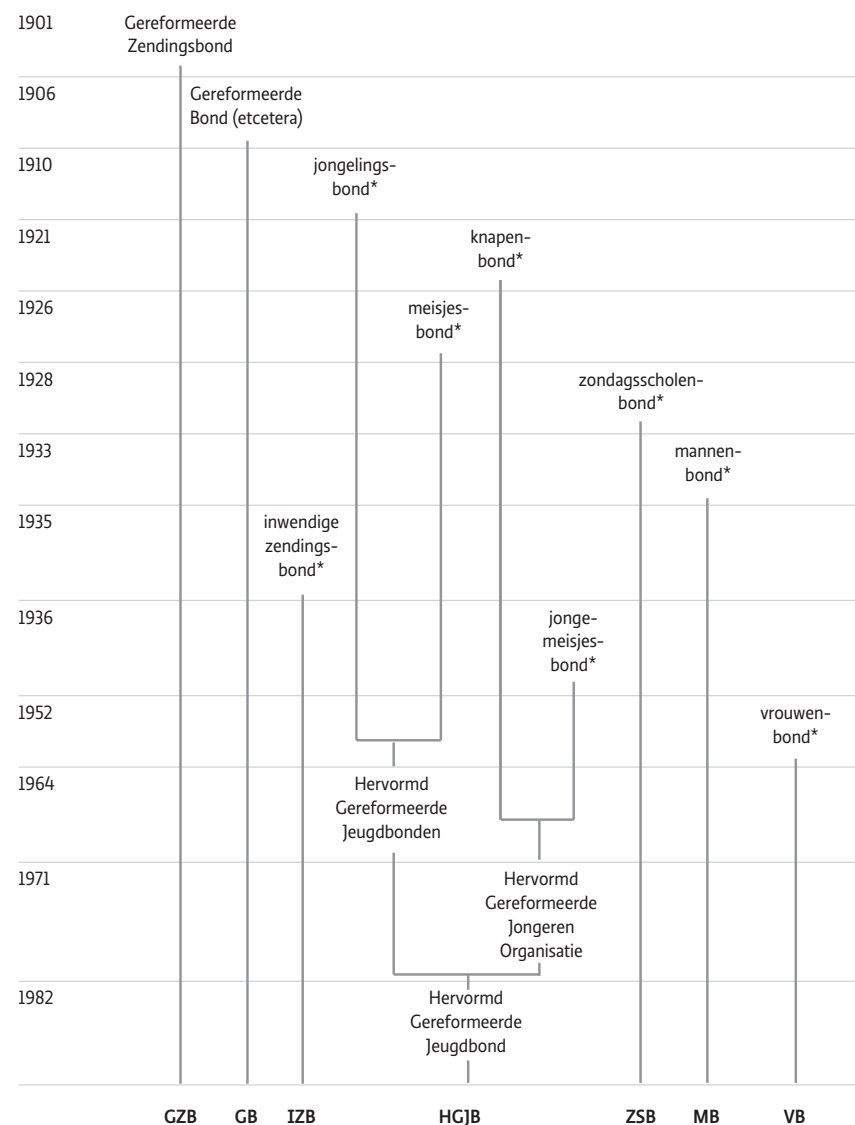 1901
Gereformeerde
Zendingsbond
1906
Gereformeerde
Bond (etcetera)
1910
jongelings-
bond*
1921
knapen-
bond*
1926
meisjes-
bond*
1928
zondagsscholen-
bond*
1933
mannen-
bond*
1935
inwendige
zendings-
bond*
1936
jonge-
meisjes-
bond*
1952
vrouwen-
bond*
1964
Hervormd
Gereformeerde
Jeugdbonden
1971
Hervormd
Gereformeerde
Jongeren
Organisatie
1982
Hervormd
Gereformeerde
Jeugdbond
GZB GB IZB HGJB ZSB MB VB